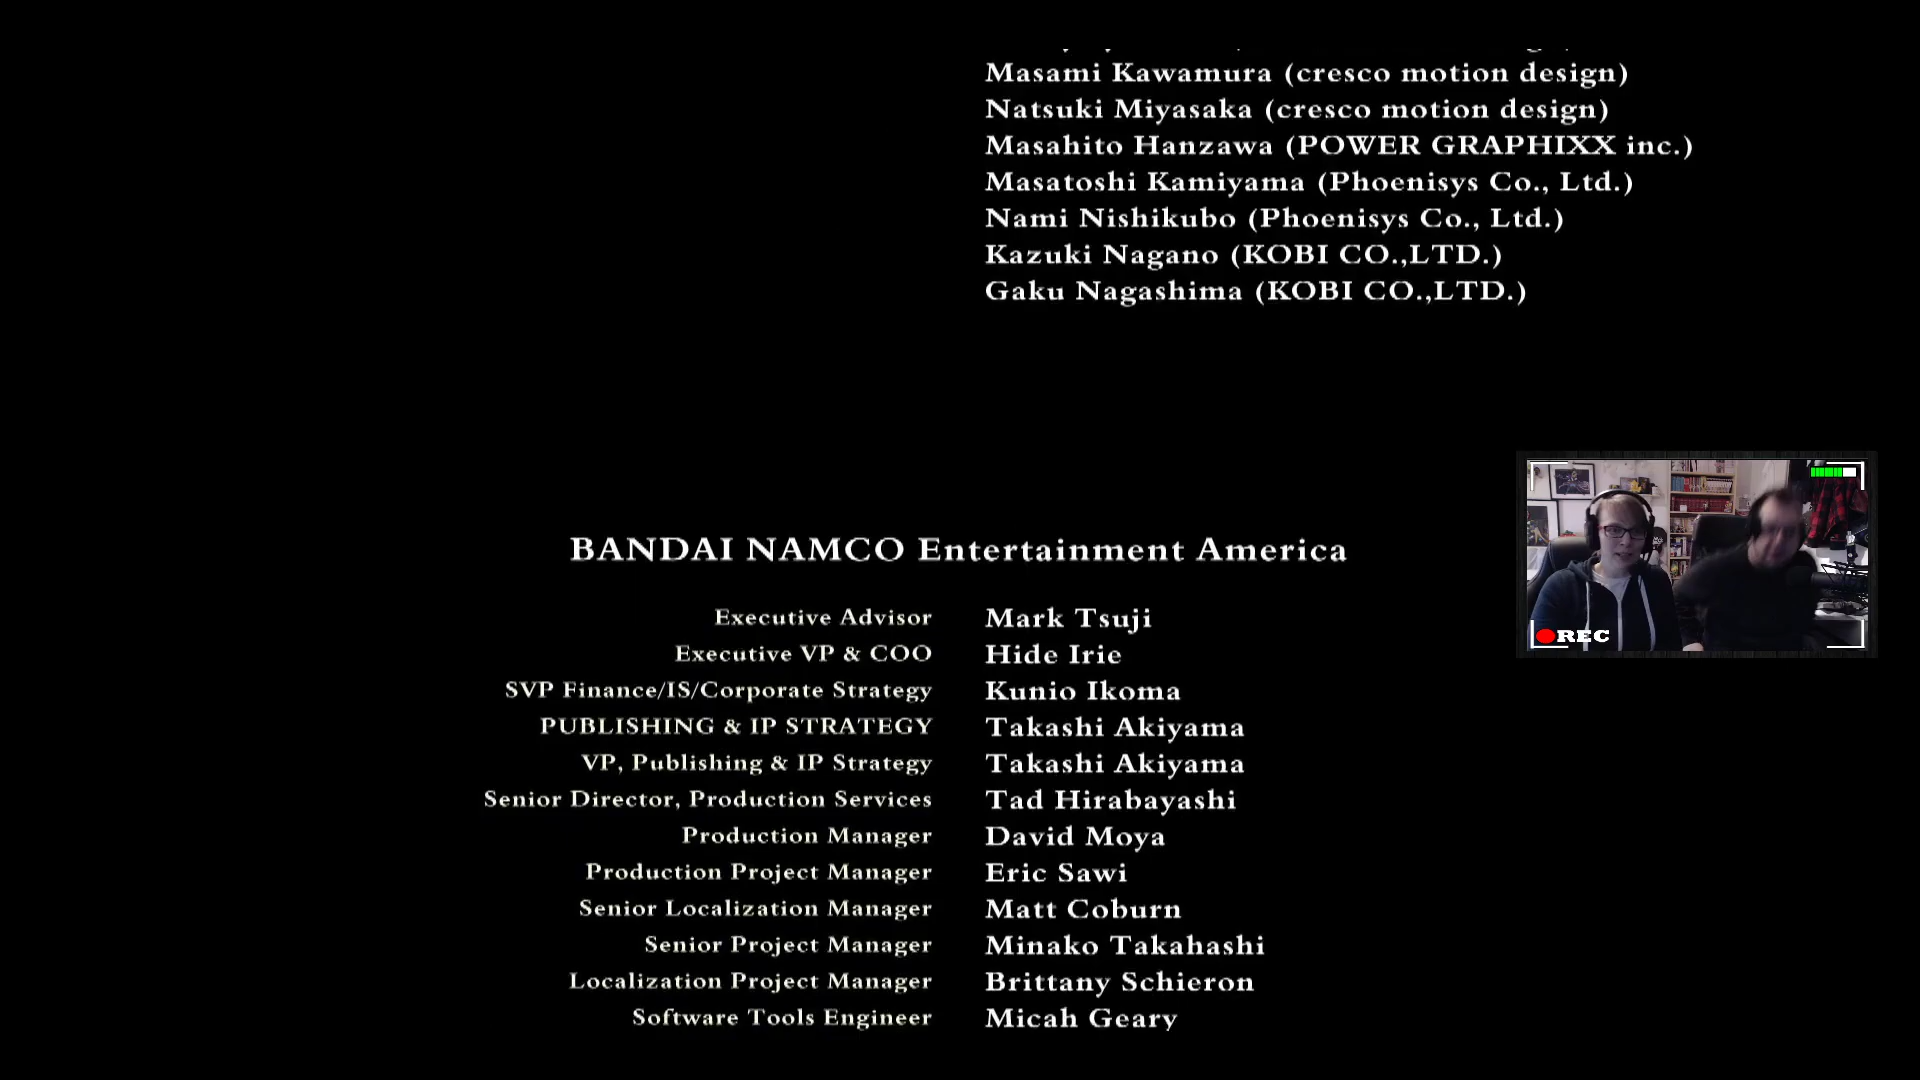 Masami Kawamura (cresco motion design)
Natsuki Miyasaka (cresco motion design)
Masahito Hanzawa (POWER GRAPHIXX inc.)
Masatoshi Kamiyama (Phoenisys Co., Ltd.)
Nami Nishikubo (Phoenisys Co., Ltd.)
Kazuki Nagano (KOBI CO.,LTD.)
Gaku Nagashima (KOBI CO.,LTD.)
BANDAI NAMCO Entertainment America
Executive Advisor Mark Tsuji
Executive VP & COO Hide Irie
SVP Finance/IS/Corporate Strategy Kunio Ikoma
PUBLISHING & IP STRATEGY Takashi Akiyama
VP, Publishing & IP Strategy Takashi Akiyama
Senior Director, Production Services Tad Hirabayashi
Production Manager David Moya
Production Project Manager Eric Sawi
Senior Localization Manager Matt Coburn
Senior Project Manager Minako Takahashi
Localization Project Manager Brittany Schieron
Software Tools Engineer Micah Geary
REC